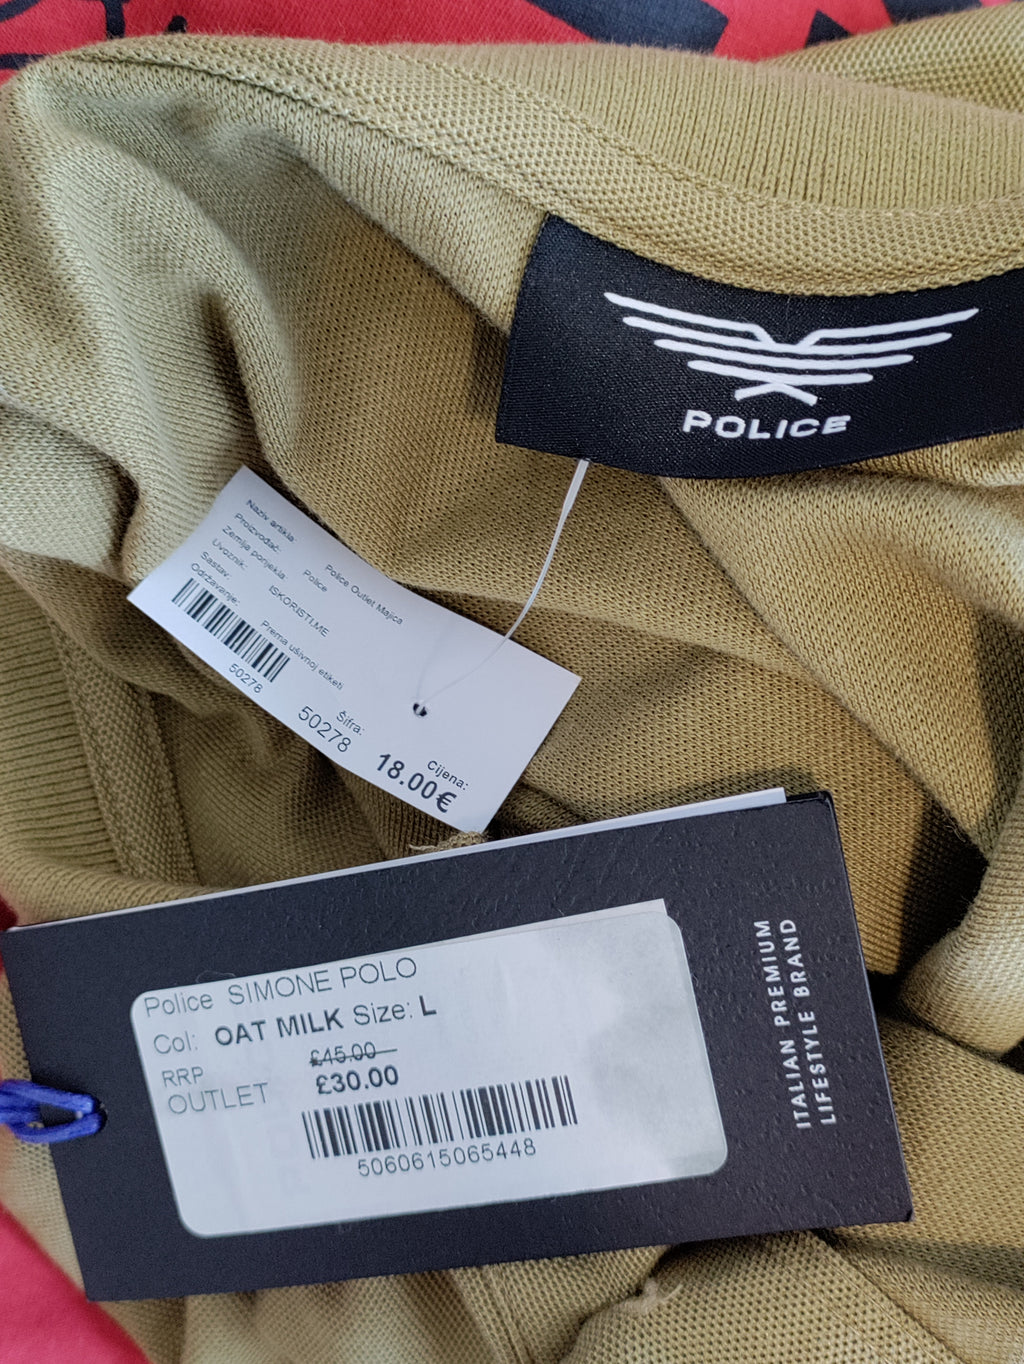 POLICE
Naziv artikla: Police Outlet Majica
Proizvođač: Police
Zemlja porijekla:
Uvoznik: ISKORISTI.ME
Sastav: Prema ušivnoj etiketi
Održavanje:
50278
Šifra:
50278
Cijena:
18.00€
Police SIMONE POLO
Col: OAT MILK Size: L
RRP £45.00
OUTLET £30.00
5060615065448
ITALIAN PREMIUM
LIFESTYLE BRAND